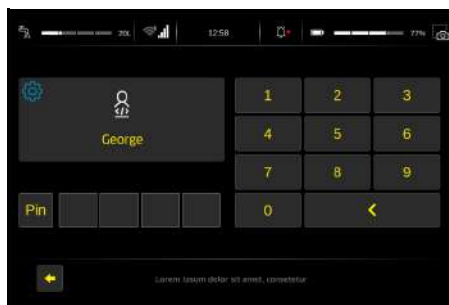 20L 12:58 77%
George
1 2 3
4 5 6
7 8 9
Pin 0
Lorem ipsum dolor sit amet, consetetur